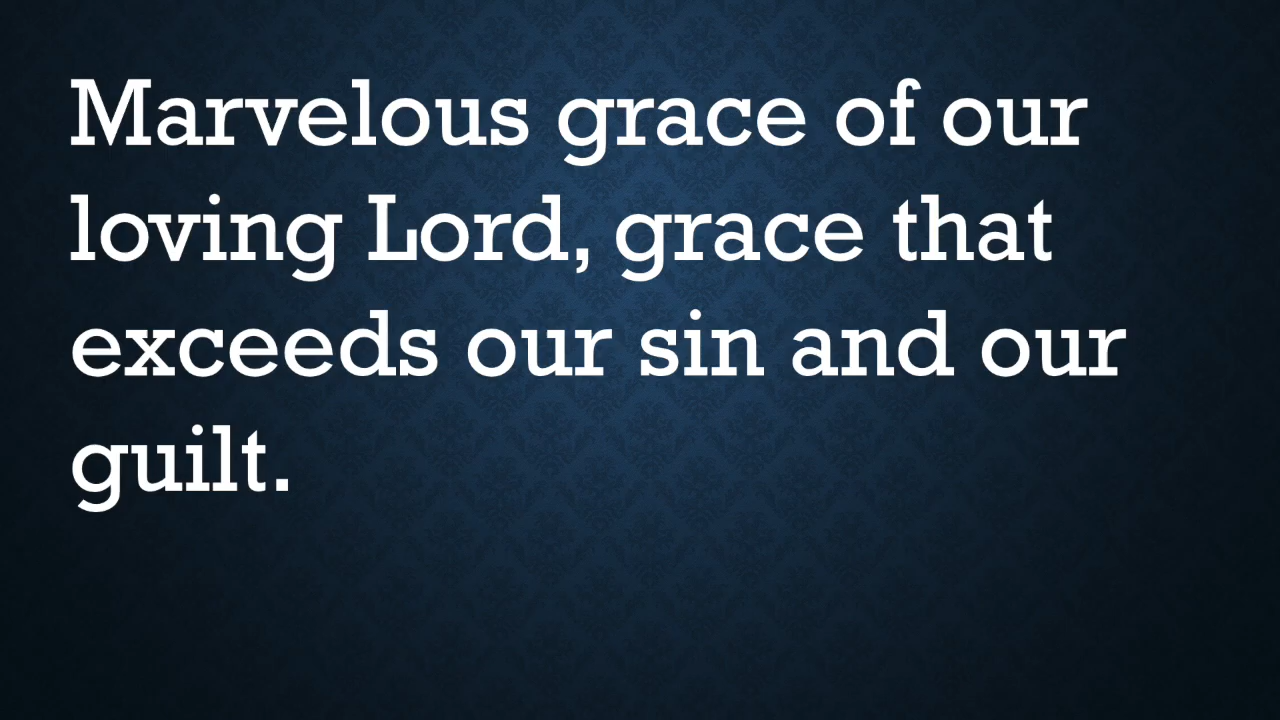 Marvelous grace of our
loving Lord, grace that
exceeds our sin and our
guilt.